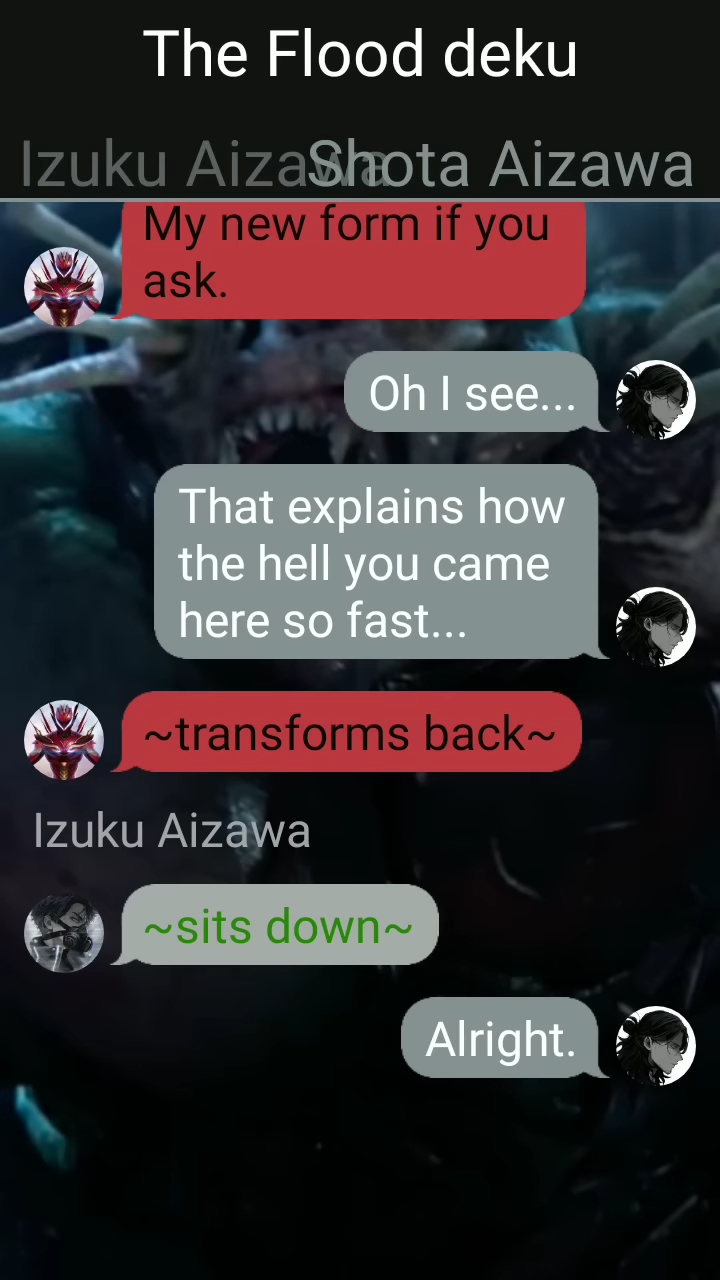 The Flood deku
Izuku Aizawa
Shota Aizawa
My new form if you
ask.
Oh I see...
That explains how
the hell you came
here so fast...
~transforms back~
Izuku Aizawa
~sits down~
Alright.